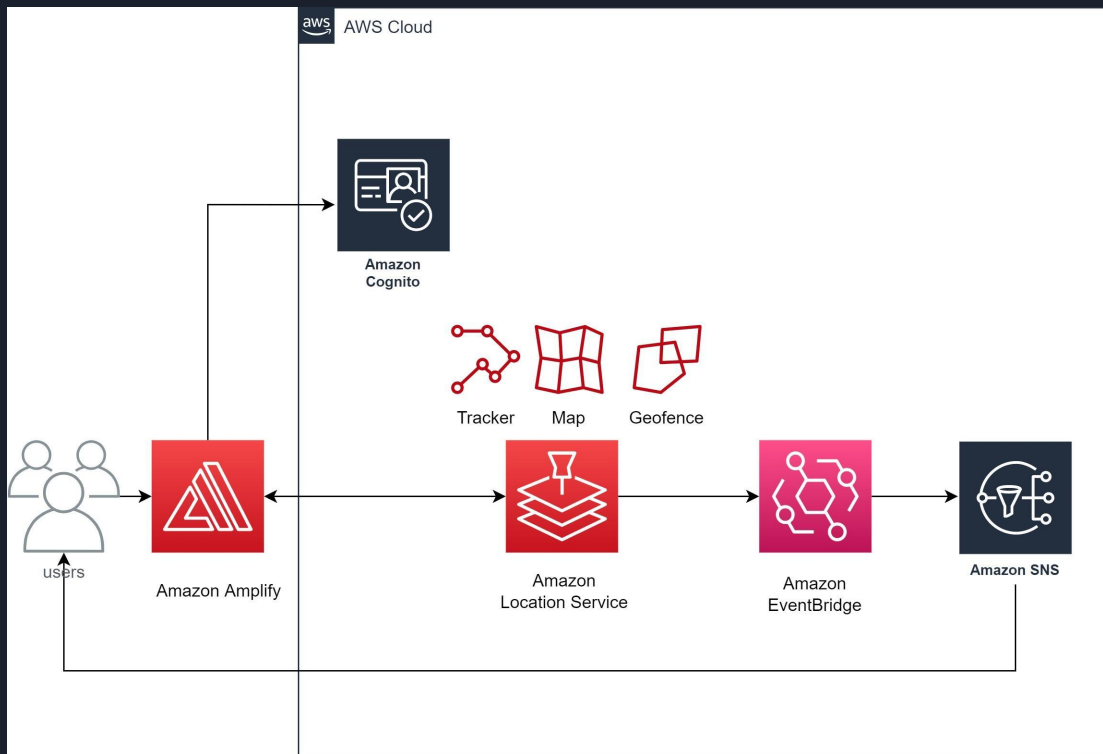 aws
AWS Cloud
Amazon
Cognito
Tracker
Map
Geofence
users
Amazon Amplify
Amazon
Location Service
Amazon
EventBridge
Amazon SNS